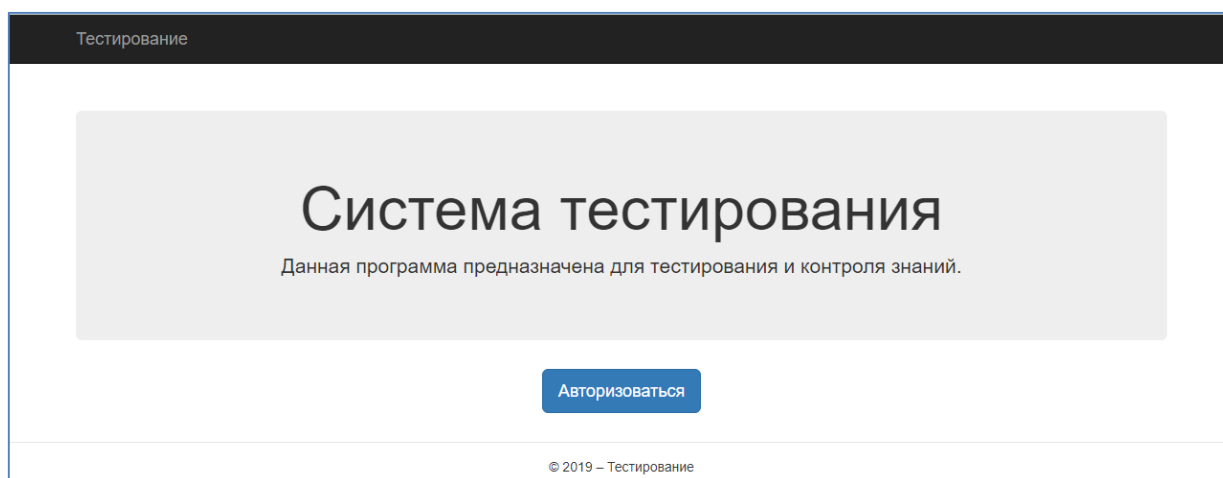 Тестирование
Система тестирования
Данная программа предназначена для тестирования и контроля знаний.
Авторизоваться
© 2019 – Тестирование